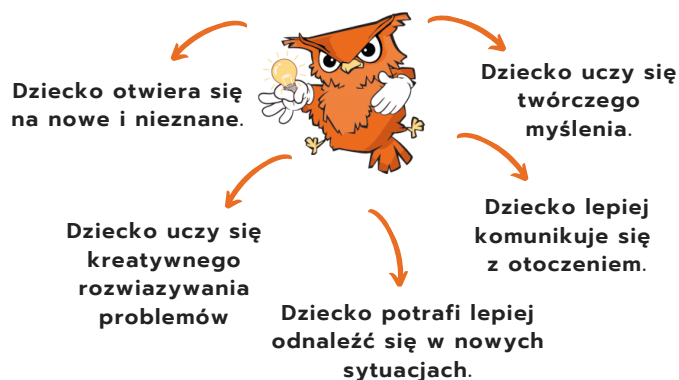 Dziecko otwiera się
na nowe i nieznane.
Dziecko uczy się
twórczego
myślenia.
Dziecko uczy się
kreatywnego
rozwiazywania
problemów
Dziecko lepiej
komunikuje się
z otoczeniem.
Dziecko potrafi lepiej
odnaleźć się w nowych
sytuacjach.